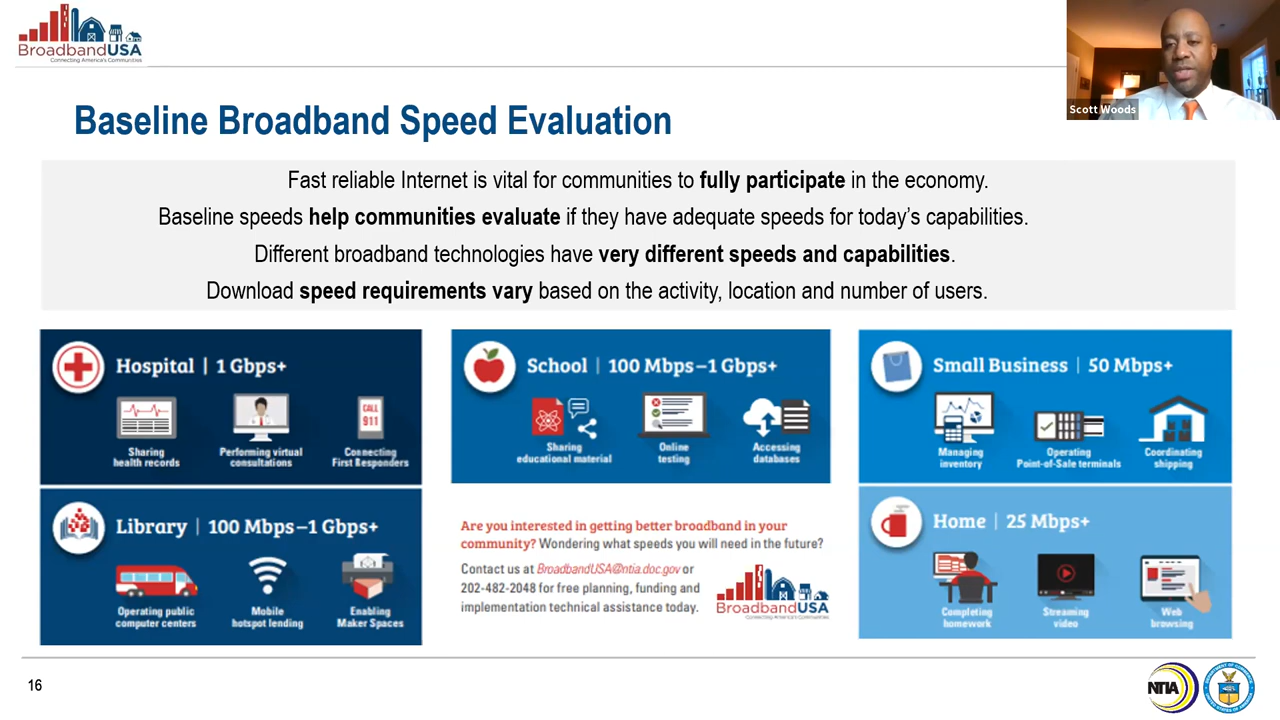 BroadbandUSA
Connecting America's Communities
Scott Woods
Baseline Broadband Speed Evaluation
Fast reliable Internet is vital for communities to fully participate in the economy.
Baseline speeds help communities evaluate if they have adequate speeds for today's capabilities.
Different broadband technologies have very different speeds and capabilities.
Download speed requirements vary based on the activity, location and number of users.
Hospital | 1 Gbps+
CALL
911
Sharing
health records
Performing virtual
consultations
Connecting
First Responders
School | 100 Mbps–1 Gbps+
Sharing
educational material
Online
testing
Accessing
databases
Small Business | 50 Mbps+
Managing
inventory
Operating
Point-of-Sale terminals
Coordinating
shipping
Library | 100 Mbps–1 Gbps+
Operating public
computer centers
Mobile
hotspot lending
Enabling
Maker Spaces
Are you interested in getting better broadband in your
community? Wondering what speeds you will need in the future?
Contact us at BroadbandUSA@ntia.doc.gov or
202-482-2048 for free planning, funding and
implementation technical assistance today.
BroadbandUSA
Connecting America's Communities
Home | 25 Mbps+
Completing
homework
Streaming
video
Web
browsing
16
NTIA
DEPARTMENT OF COMMERCE
UNITED STATES OF AMERICA